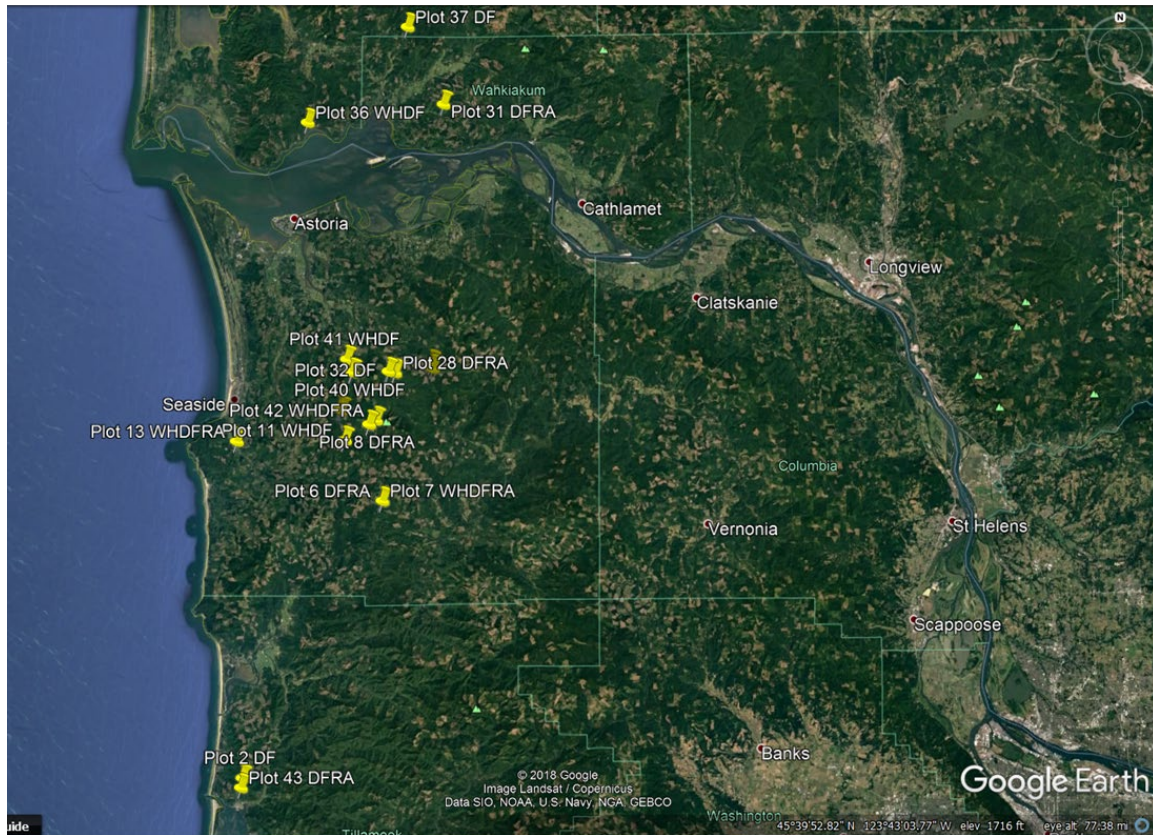 Plot 37 DF
N
Wahkiakum
Plot 36 WHDF
Plot 31 DFRA
Astoria
Cathlamet
Longview
Clatskanie
Plot 41 WHDF
Plot 32 DF
Plot 28 DFRA
Plot 40 WHDF
Seaside
Plot 42 WHDFRA
Plot 13 WHDFRA
Plot 11 WHDF
Plot 8 DFRA
Columbia
Plot 6 DFRA
Plot 7 WHDFRA
Vernonia
St Helens
Scappoose
Plot 2 DF
Plot 43 DFRA
Banks
© 2018 Google
Image Landsat / Copernicus
Data SIO, NOAA, U.S. Navy, NGA, GEBCO
Google Earth
Washington
Tillamook
uide
45°39'52.82" N 123°43'03.77" W elev 1716 ft eye alt 77.38 mi